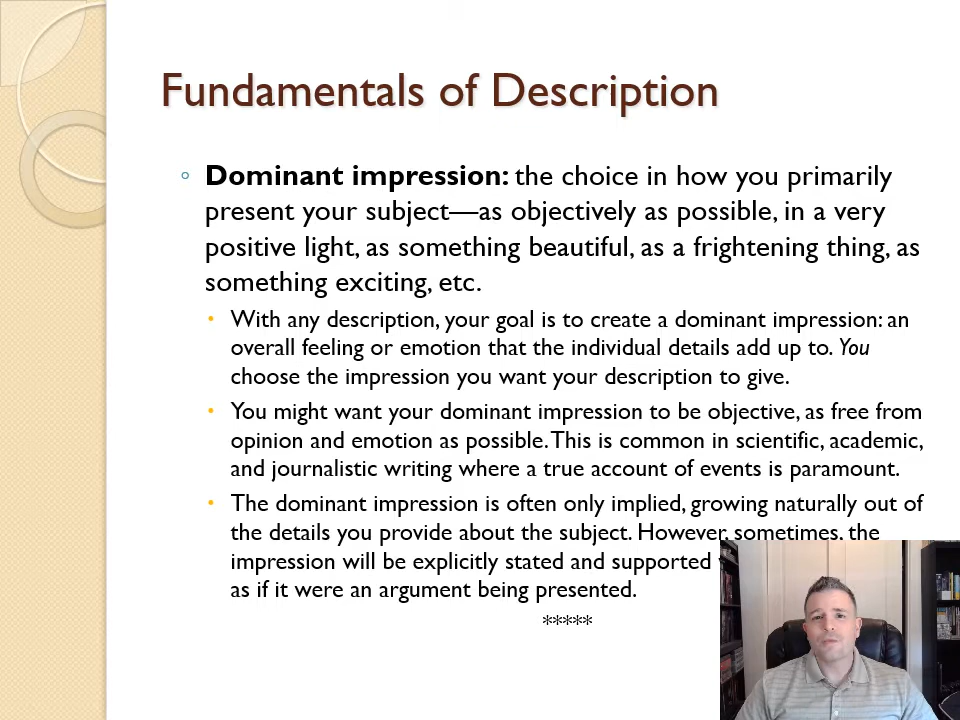 Fundamentals of Description
Dominant impression: the choice in how you primarily
present your subject—as objectively as possible, in a very
positive light, as something beautiful, as a frightening thing, as
something exciting, etc.
With any description, your goal is to create a dominant impression: an
overall feeling or emotion that the individual details add up to. You
choose the impression you want your description to give.
You might want your dominant impression to be objective, as free from
opinion and emotion as possible. This is common in scientific, academic,
and journalistic writing where a true account of events is paramount.
The dominant impression is often only implied, growing naturally out of
the details you provide about the subject. However, sometimes, the
impression will be explicitly stated and supported
as if it were an argument being presented.
*****